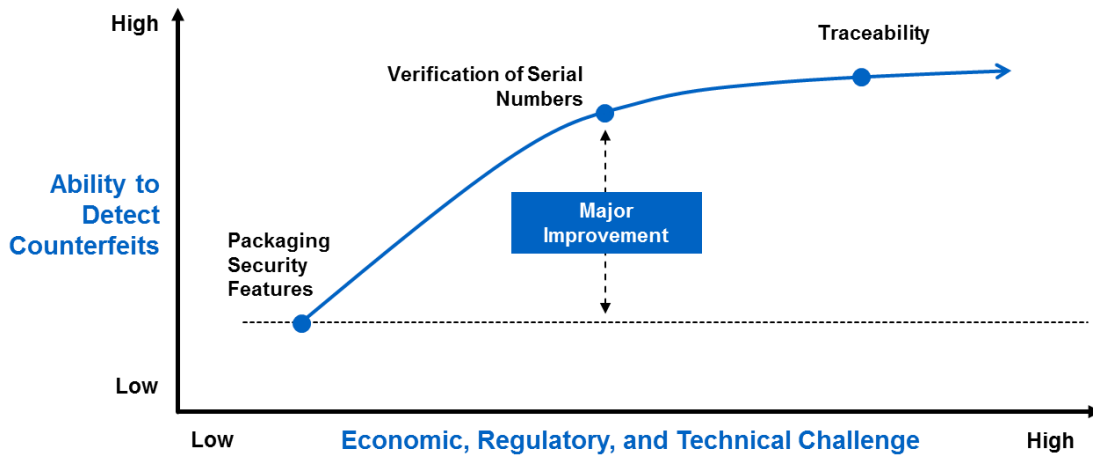 High
Traceability
Verification of Serial
Numbers
Ability to
Detect
Counterfeits
Major
Improvement
Packaging
Security
Features
Low
Low
Economic, Regulatory, and Technical Challenge
High